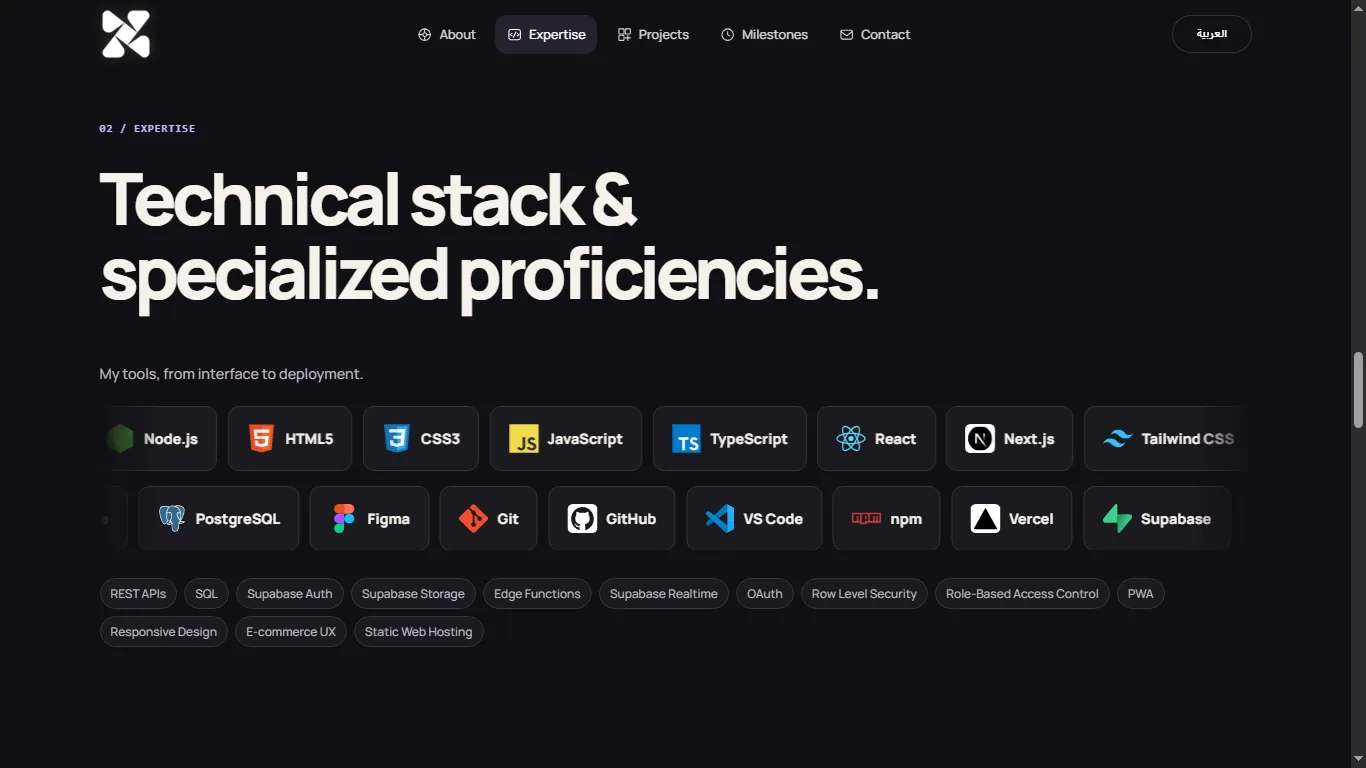 About Expertise Projects Milestones Contact العربية
02 / EXPERTISE
Technical stack &
specialized proficiencies.
My tools, from interface to deployment.
Node.js HTML5 CSS3 JavaScript TypeScript React Next.js Tailwind CSS
PostgreSQL Figma Git GitHub VS Code npm Vercel Supabase
REST APIs SQL Supabase Auth Supabase Storage Edge Functions Supabase Realtime OAuth Row Level Security Role-Based Access Control PWA
Responsive Design E-commerce UX Static Web Hosting